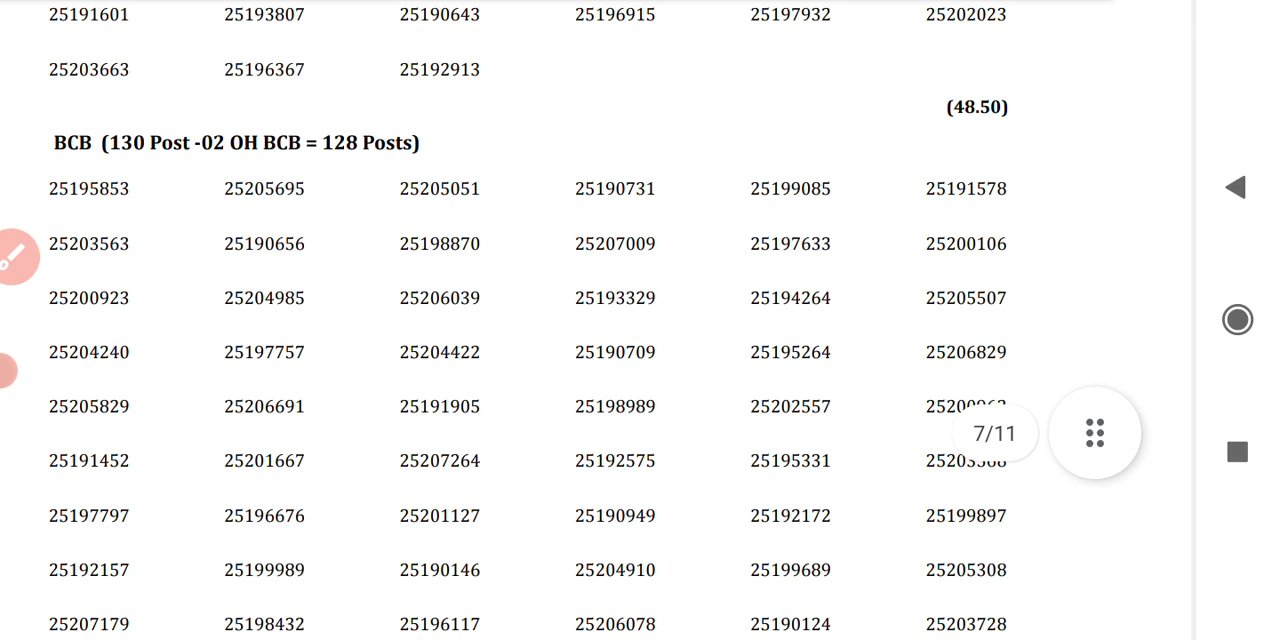 25191601 25193807 25190643 25196915 25197932 25202023
25203663 25196367 25192913
(48.50)
BCB (130 Post -02 OH BCB = 128 Posts)
25195853 25205695 25205051 25190731 25199085 25191578
25203563 25190656 25198870 25207009 25197633 25200106
25200923 25204985 25206039 25193329 25194264 25205507
25204240 25197757 25204422 25190709 25195264 25206829
25205829 25206691 25191905 25198989 25202557
7/11
25191452 25201667 25207264 25192575 25195331
25197797 25196676 25201127 25190949 25192172 25199897
25192157 25199989 25190146 25204910 25199689 25205308
25207179 25198432 25196117 25206078 25190124 25203728